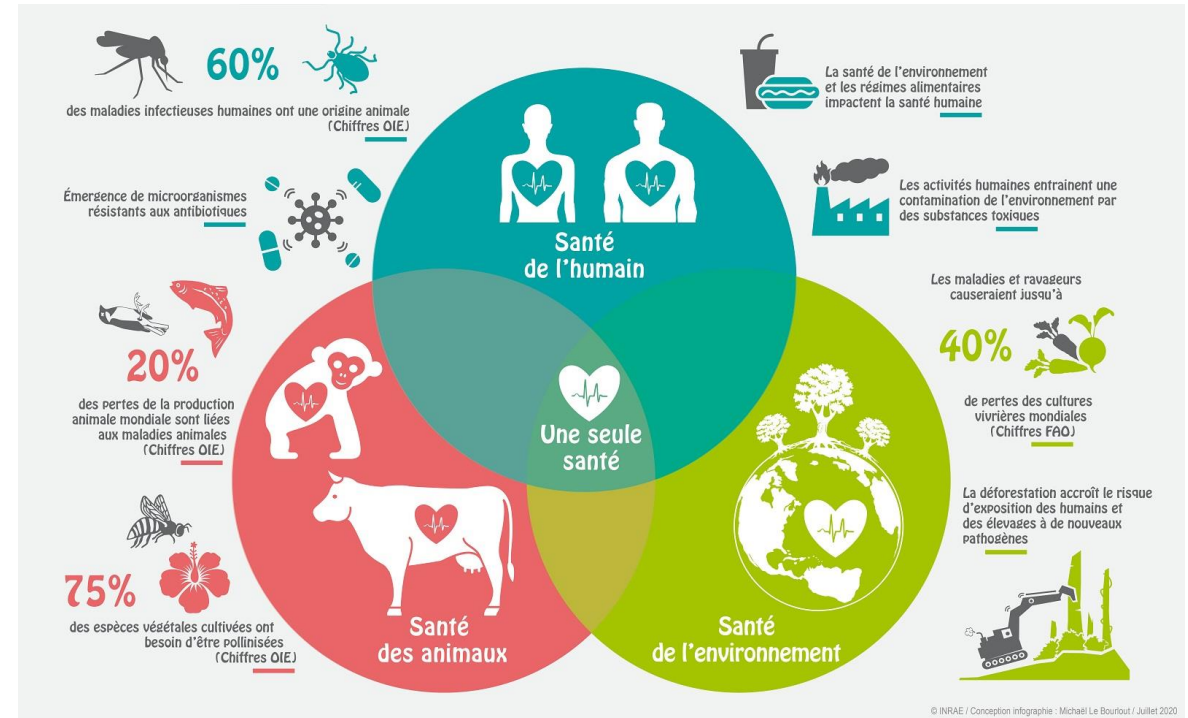 60%
des maladies infectieuses humaines ont une origine animale
(Chiffres OIE)
Émergence de microorganismes
résistants aux antibiotiques
20%
des pertes de la production
animale mondiale sont liées
aux maladies animales
(Chiffres OIE)
75%
des espèces végétales cultivées ont
besoin d'être pollinisées
(Chiffres OIE)
Santé
de l'humain
Une seule
santé
Santé
des animaux
Santé
de l'environnement
La santé de l'environnement
et les régimes alimentaires
impactent la santé humaine
Les activités humaines entrainent une
contamination de l'environnement par
des substances toxiques
Les maladies et ravageurs
causeraient jusqu'à
40%
de pertes des cultures
vivrières mondiales
(Chiffres FAO)
La déforestation accroît le risque
d'exposition des humains et
des élevages à de nouveaux
pathogènes
© INRAE / Conception infographie : Michaël Le Bourlout / Juillet 2020